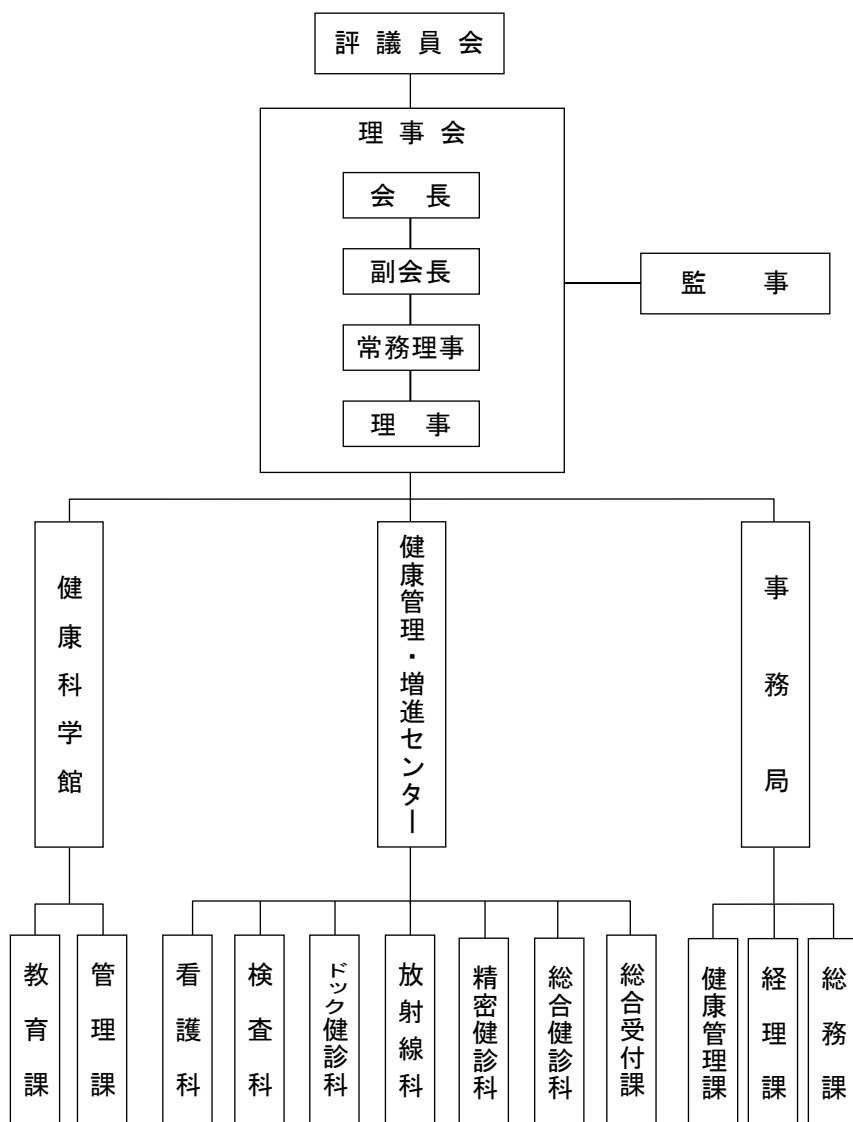 評議員会
理事会
会長
副会長
常務理事
理事
監事
健康科学館
健康管理・増進センター
事務局
教育課
管理課
看護科
検査科
ドック健診科
放射線科
精密健診科
総合健診科
総合受付課
健康管理課
経理課
総務課